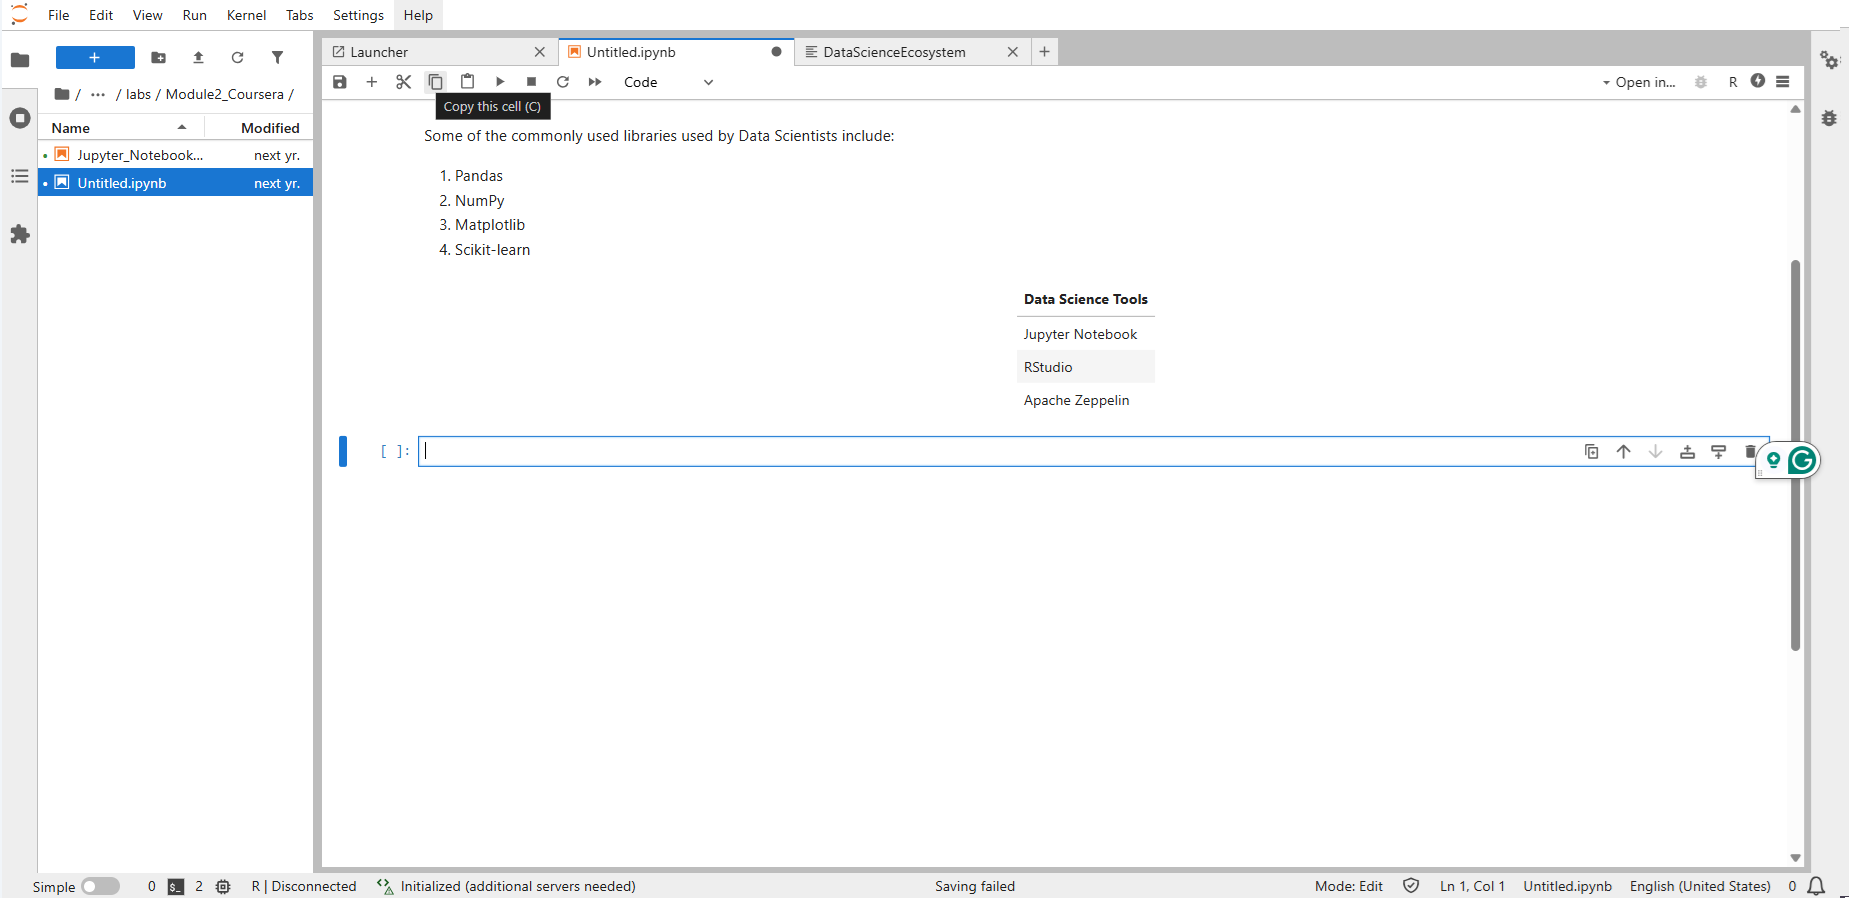 File Edit View Run Kernel Tabs Settings Help
+
/ ··· / labs / Module2_Coursera /
Name Modified
Jupyter_Notebook... next yr.
Untitled.ipynb next yr.
Launcher
Untitled.ipynb
DataScienceEcosystem
Code
Open in...
R
Copy this cell (C)
Some of the commonly used libraries used by Data Scientists include:
1. Pandas
2. NumPy
3. Matplotlib
4. Scikit-learn
Data Science Tools
Jupyter Notebook
RStudio
Apache Zeppelin
[ ]:
Simple 0 $_ 2 R | Disconnected Initialized (additional servers needed) Saving failed Mode: Edit Ln 1, Col 1 Untitled.ipynb English (United States) 0